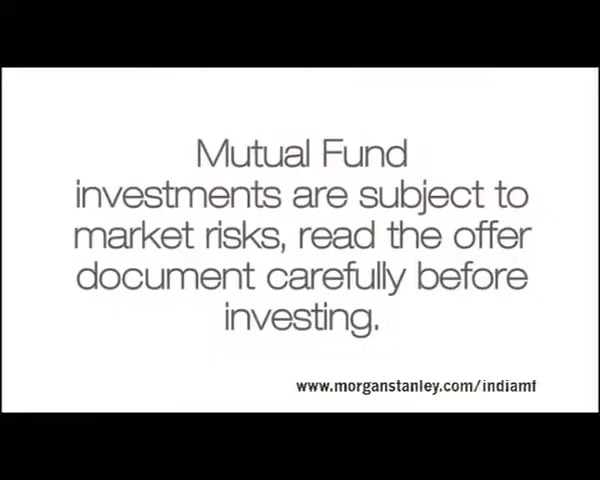 Mutual Fund
investments are subject to
market risks, read the offer
document carefully before
investing.
www.morganstanley.com/indiamf